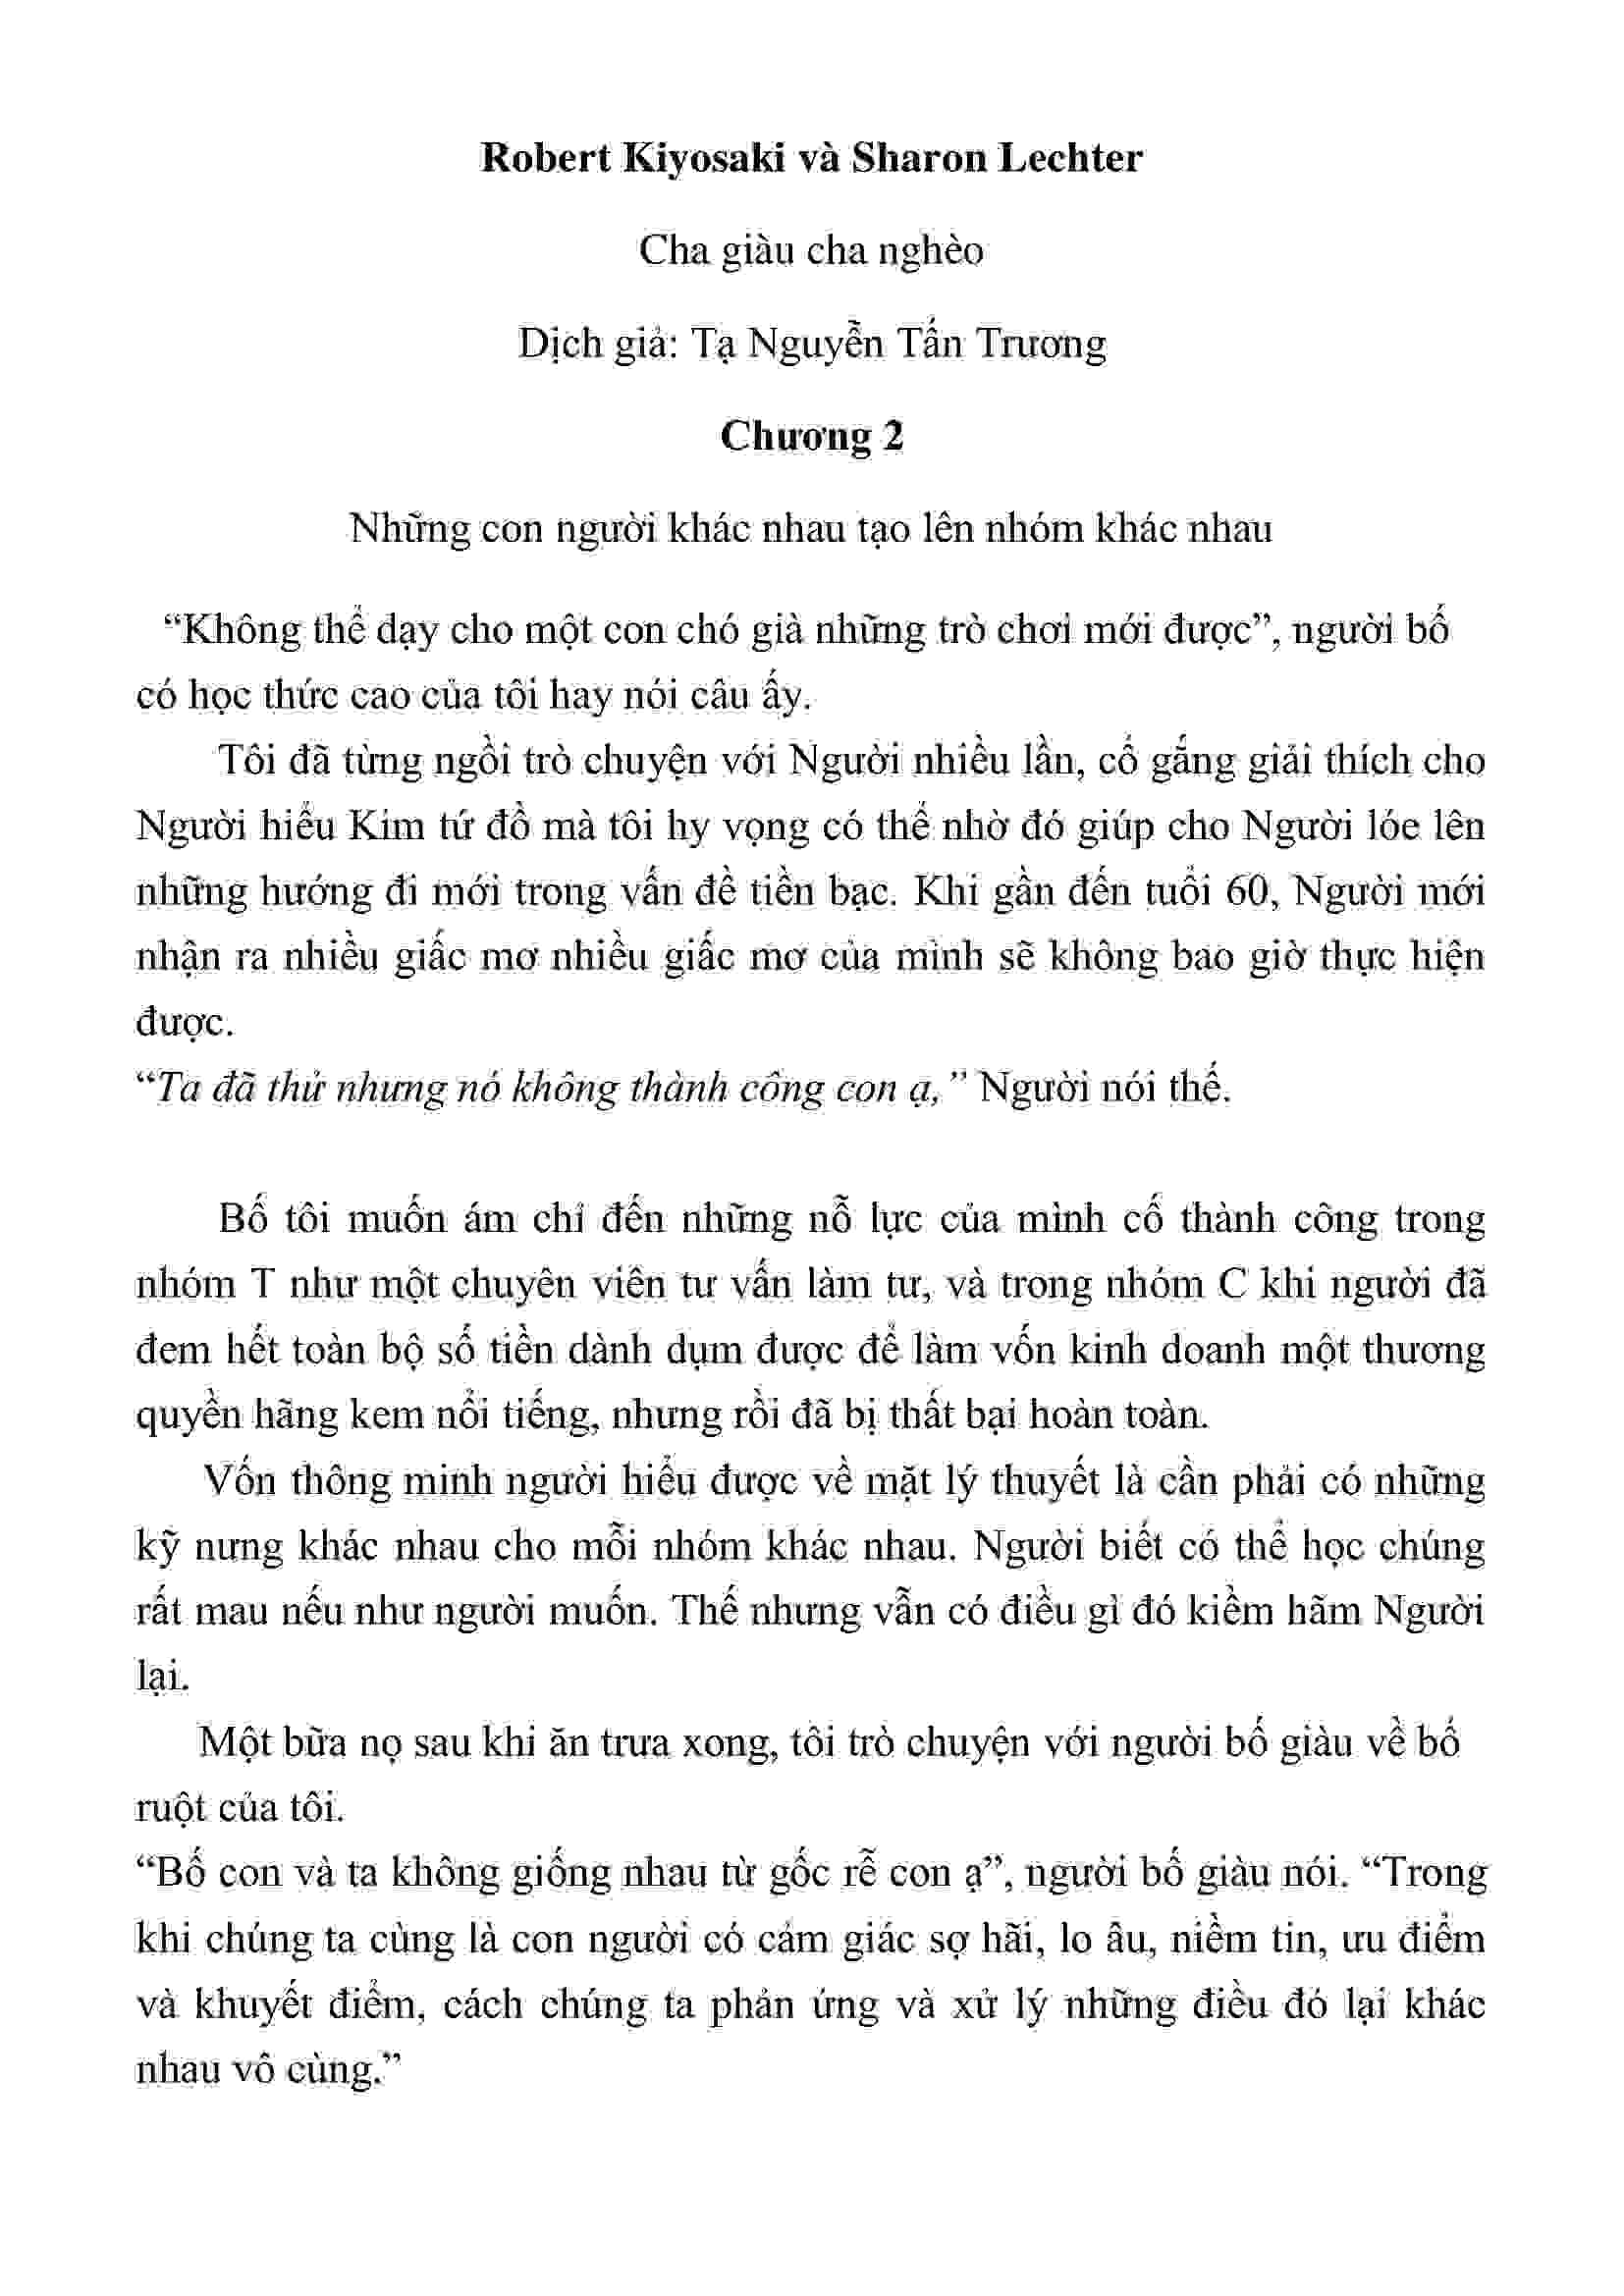 Robert Kiyosaki và Sharon Lechter
Cha giàu cha nghèo
Dịch giả: Tạ Nguyễn Tấn Trương
Chương 2
Những con người khác nhau tạo lên nhóm khác nhau
“Không thể dạy cho một con chó già những trò chơi mới được”, người bố
có học thức cao của tôi hay nói câu ấy.
Tôi đã từng ngồi trò chuyện với Người nhiều lần, cố gắng giải thích cho
Người hiểu Kim tứ đồ mà tôi hy vọng có thể nhờ đó giúp cho Người lóe lên
những hướng đi mới trong vấn đề tiền bạc. Khi gần đến tuổi 60, Người mới
nhận ra nhiều giấc mơ nhiều giấc mơ của mình sẽ không bao giờ thực hiện
được.
“Ta đã thử nhưng nó không thành công con ạ,” Người nói thế.
Bố tôi muốn ám chỉ đến những nỗ lực của mình cố thành công trong
nhóm T như một chuyên viên tư vấn làm tư, và trong nhóm C khi người đã
đem hết toàn bộ số tiền dành dụm được để làm vốn kinh doanh một thương
quyền hãng kem nổi tiếng, nhưng rồi đã bị thất bại hoàn toàn.
Vốn thông minh người hiểu được về mặt lý thuyết là cần phải có những
kỹ nưng khác nhau cho mỗi nhóm khác nhau. Người biết có thể học chúng
rất mau nếu như người muốn. Thế nhưng vẫn có điều gì đó kiềm hãm Người
lại.
Một bữa nọ sau khi ăn trưa xong, tôi trò chuyện với người bố giàu về bố
ruột của tôi.
“Bố con và ta không giống nhau từ gốc rễ con ạ”, người bố giàu nói. “Trong
khi chúng ta cùng là con người có cảm giác sợ hãi, lo âu, niềm tin, ưu điểm
và khuyết điểm, cách chúng ta phản ứng và xử lý những điều đó lại khác
nhau vô cùng.”